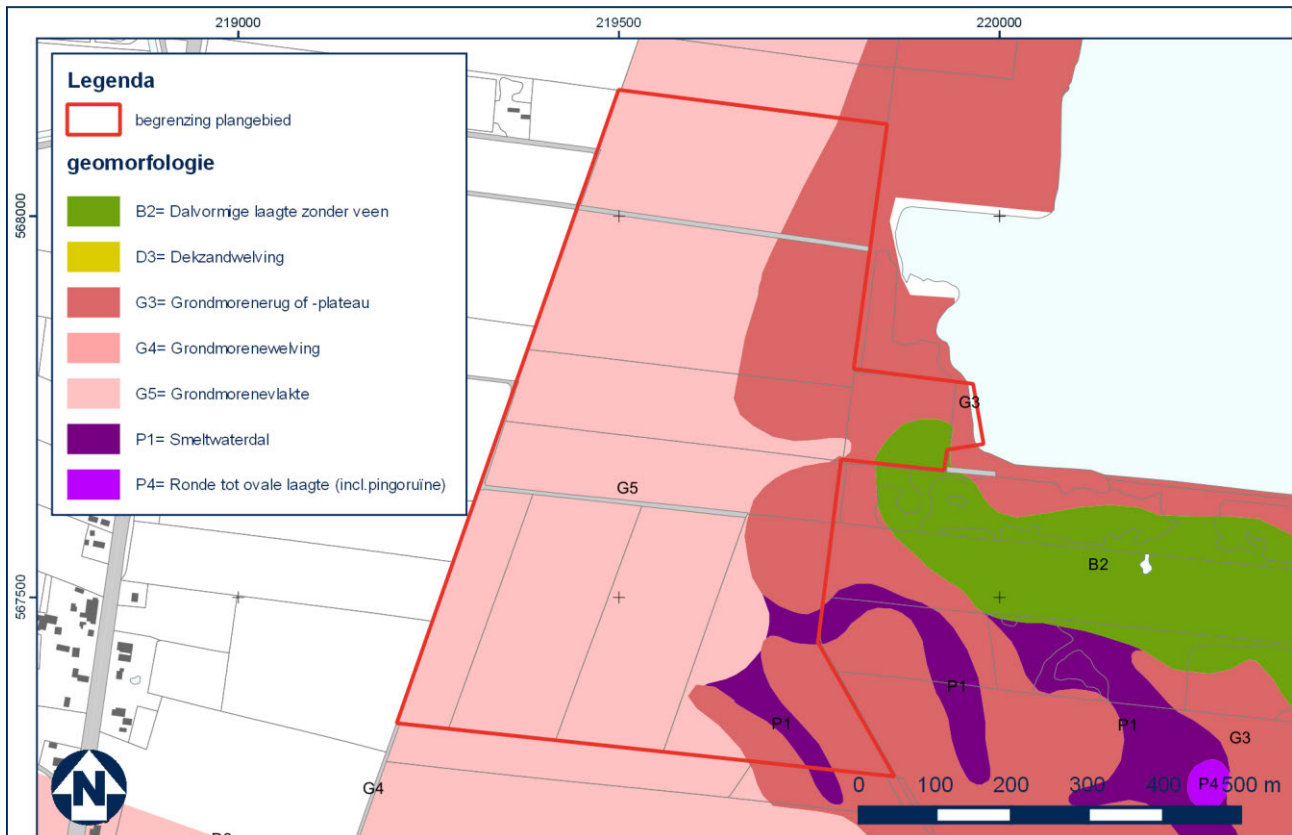 219000 219500 220000
Legenda
begrenzing plangebied
geomorfologie
B2= Dalvormige laagte zonder veen
D3= Dekzandwelving
G3= Grondmorenerug of -plateau
G4= Grondmorenewelving
G5= Grondmorenevlakte
P1= Smeltwaterdal
P4= Ronde tot ovale laagte (incl.pingoruïne)
568000
567500
G3
G5
B2
P1
P1
P1
G3
P4
G4
N
0 100 200 300 400 500 m